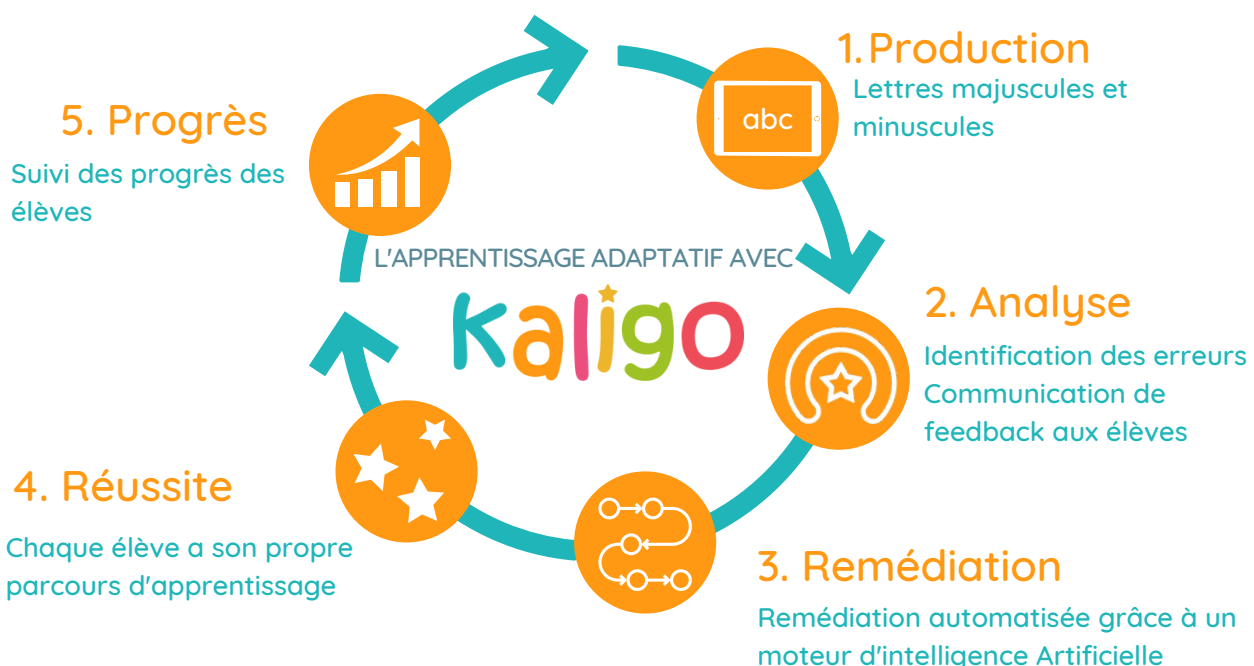 1.Production
Lettres majuscules et
minuscules
abc
5. Progrès
Suivi des progrès des
élèves
L'APPRENTISSAGE ADAPTATIF AVEC
kaligo
2. Analyse
Identification des erreurs
Communication de
feedback aux élèves
4. Réussite
Chaque élève a son propre
parcours d'apprentissage
3. Remédiation
Remédiation automatisée grâce à un
moteur d'intelligence Artificielle